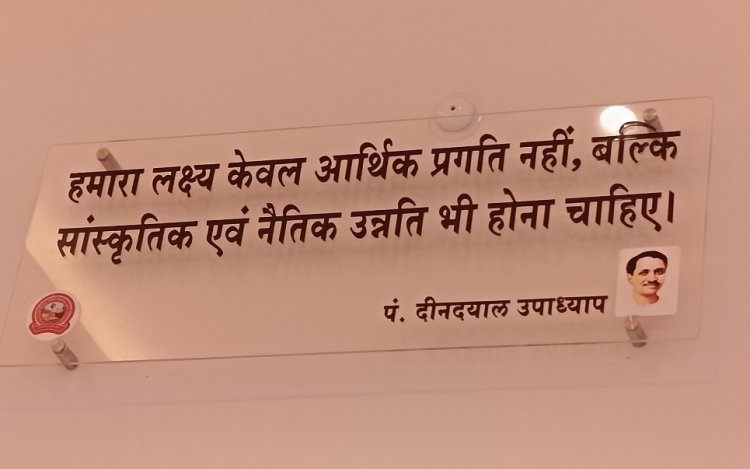 हमारा लक्ष्य केवल आर्थिक प्रगति नहीं, बल्कि
सांस्कृतिक एवं नैतिक उन्नति भी होना चाहिए।
पं. दीनदयाल उपाध्याप